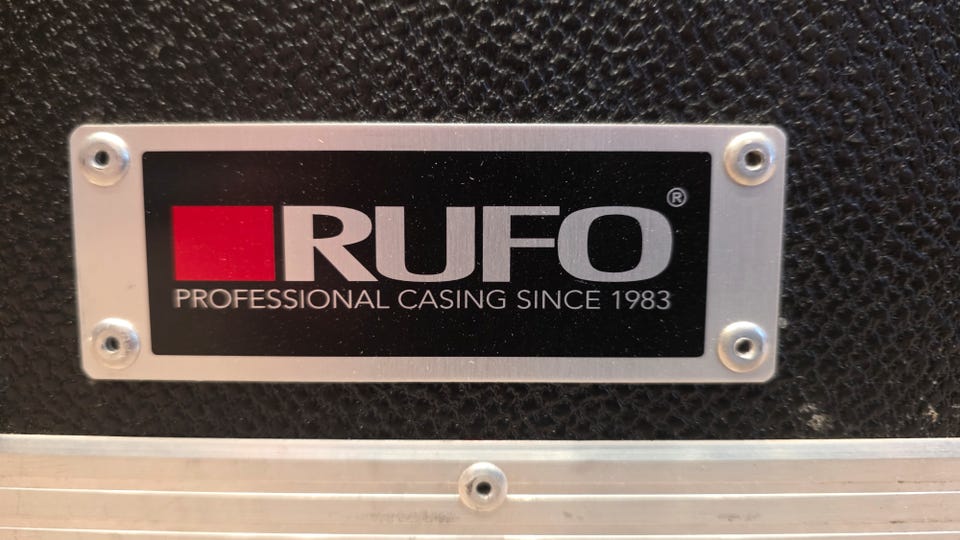 RUFO®
PROFESSIONAL CASING SINCE 1983